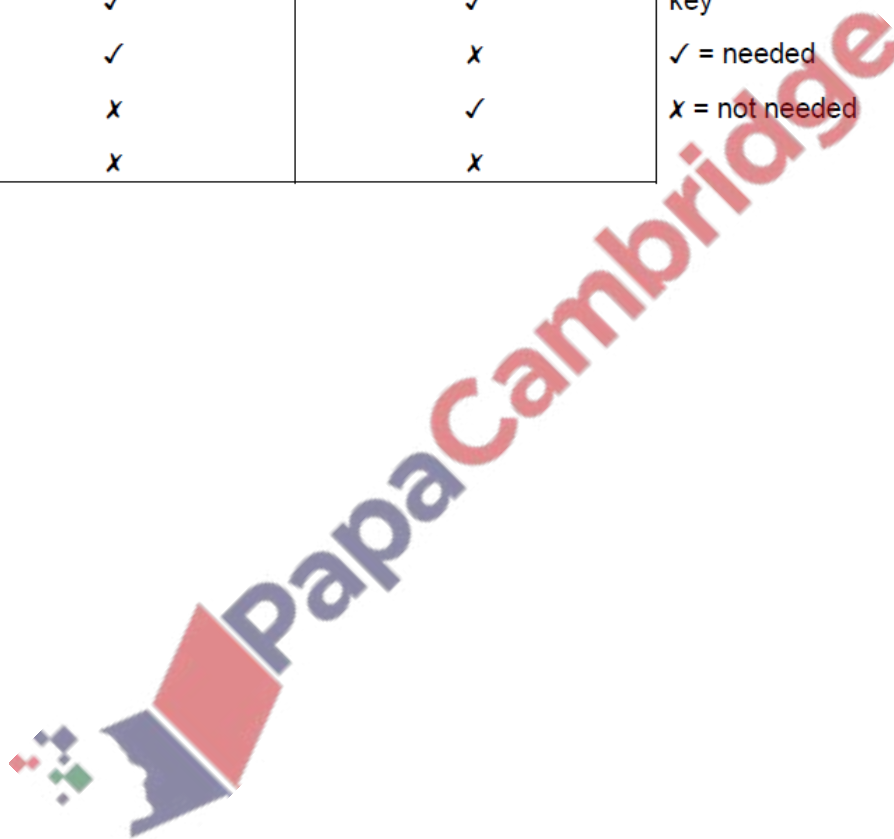 ✓ ✓ key
✓ ✗ ✓ = needed
✗ ✓ ✗ = not needed
✗ ✗
PapaCambridge